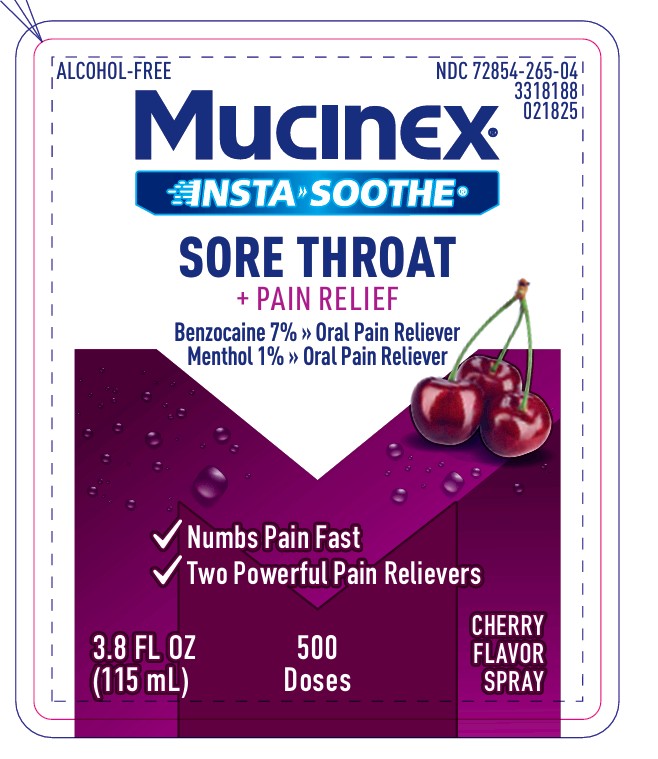 ALCOHOL-FREE
NDC 72854-265-04
3318188
021825
Mucinex®
INSTA»SOOTHE®
SORE THROAT
+ PAIN RELIEF
Benzocaine 7% » Oral Pain Reliever
Menthol 1% » Oral Pain Reliever
✓ Numbs Pain Fast
✓ Two Powerful Pain Relievers
3.8 FL OZ
(115 mL)
500
Doses
CHERRY
FLAVOR
SPRAY